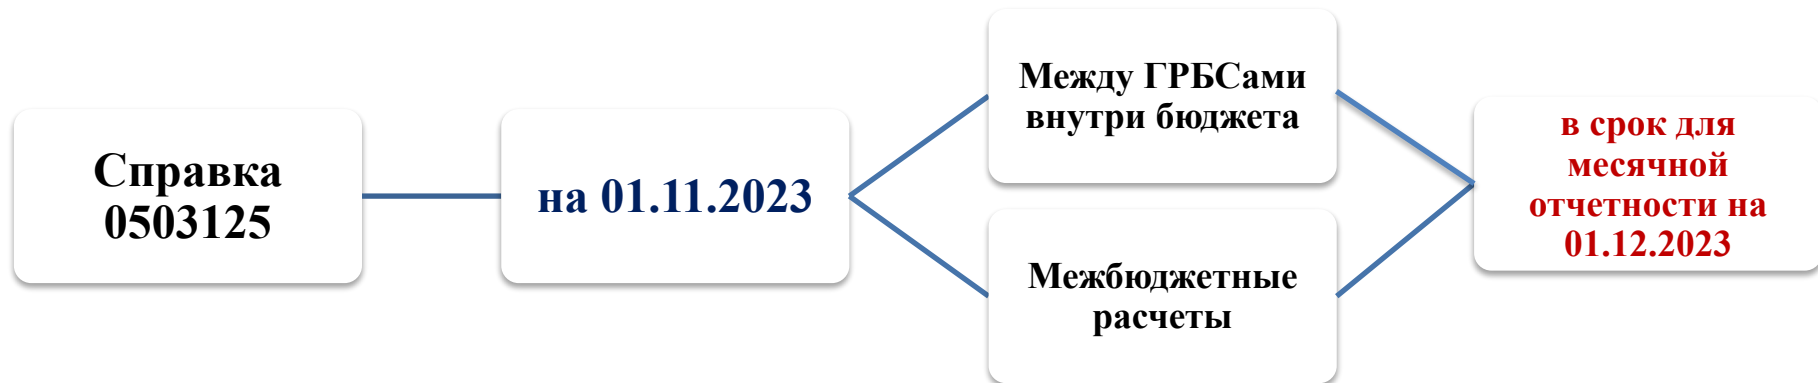 Справка
0503125
на 01.11.2023
Между ГРБСами
внутри бюджета
Межбюджетные
расчеты
в срок для
месячной
отчетности на
01.12.2023